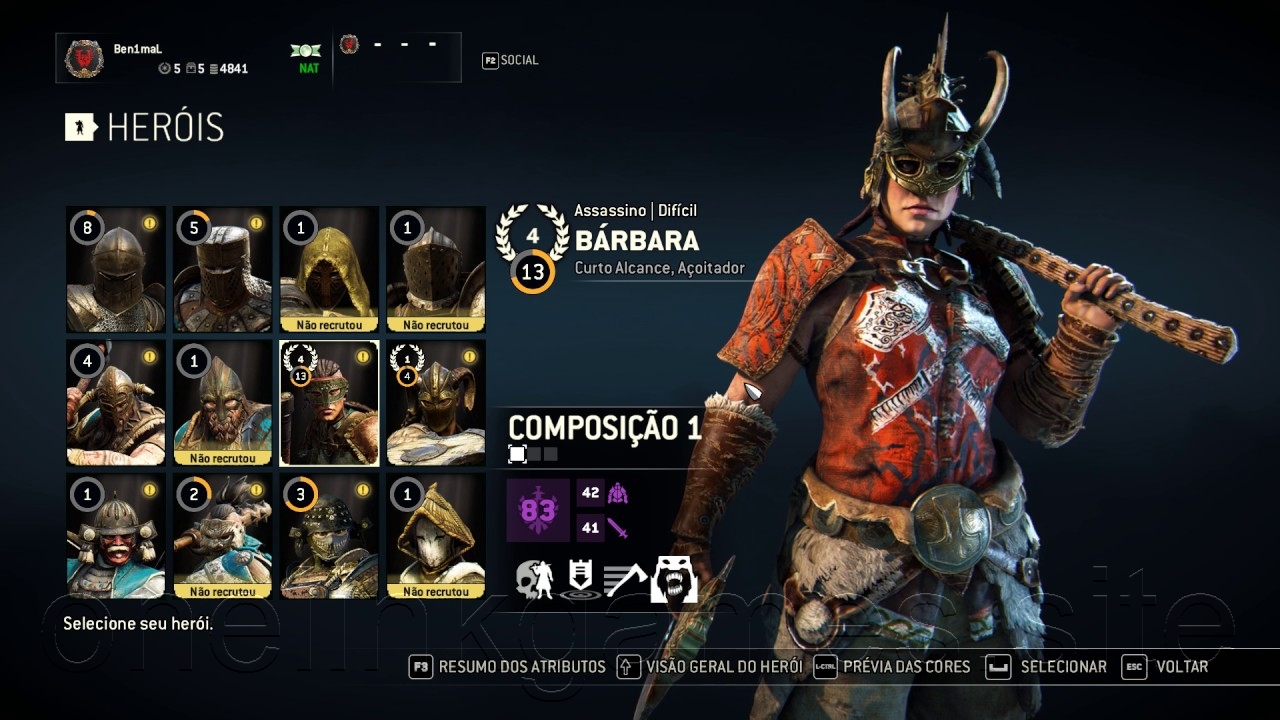 Ben1maL
5 5 4841
NAT
- - -
F2 SOCIAL
HERÓIS
8 5 1 1
Não recrutou Não recrutou
4 1 4 13 1 4
Não recrutou
1 2 3 1
Não recrutou Não recrutou
Selecione seu herói.
4
13
Assassino | Difícil
BÁRBARA
Curto Alcance, Açoitador
COMPOSIÇÃO 1
83
42
41
onelinkgames.site
F3 RESUMO DOS ATRIBUTOS VISÃO GERAL DO HERÓI L-CTRL PRÉVIA DAS CORES SELECIONAR ESC VOLTAR